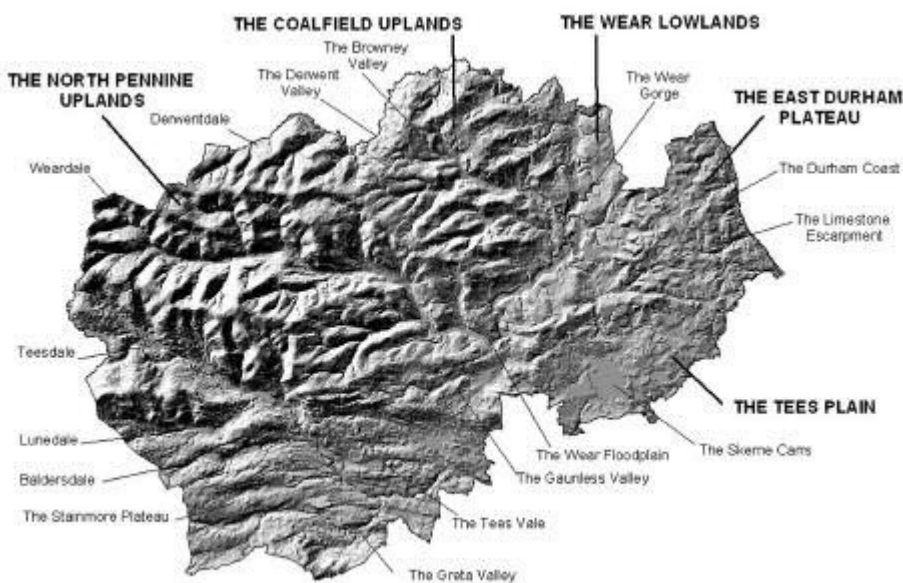 THE COALFIELD UPLANDS
THE WEAR LOWLANDS
The Browney
Valley
The Derwent
Valley
The Wear
Gorge
THE NORTH PENNINE
UPLANDS
THE EAST DURHAM
PLATEAU
Derwentdale
Weardale
The Durham Coast
The Limestone
Escarpment
Teesdale
THE TEES PLAIN
Lunedale
The Wear Floodplain
The Skerne Carrs
Baldersdale
The Gaunless Valley
The Stainmore Plateau
The Tees Vale
The Greta Valley